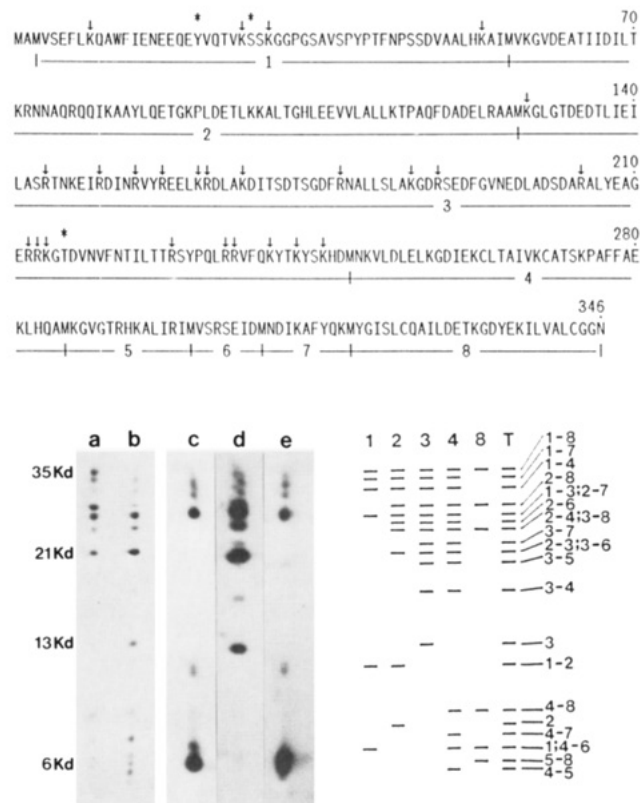 70
MAMVSEFLKQAWFIENEEQEYVQTVKSSKGGPGSAVSPYPTFNPSSDVAALHKAIMVKGVDEATIIDILT
1
140
KRNNAQRQQIKAAYLQETGKPLDETLKKALTGHLEEVVLALLKTPAQFDADELRAAMKGLGTDEDTLIEI
2
210
LASRTNKEIRDINRVYREELKRDLAKDITSDTSGDFRNALLSLAKGDRSEDFGVNEDLADSDARALYEAG
3
280
ERRKGTDVNVFNTILTTRSYPQLRRVFQKYTKYSKHDMNKVLDLELKGDIEKCLTAIVKCATSKPAFFAE
4
346
KLHQAMKGVGTRHKALIRIMVSRSEIDMNDIKAFYQKMYGISLCQAILDETKGDYEKILVALCGGN
5 6 7 8
a b c d e
35Kd
21Kd
13Kd
6Kd
1 2 3 4 8 T
1-8
1-7
1-4
2-8
1-3;2-7
2-6
2-4;3-8
3-7
2-3;3-6
3-5
3-4
3
1-2
4-8
2
4-7
1;4-6
5-8
4-5